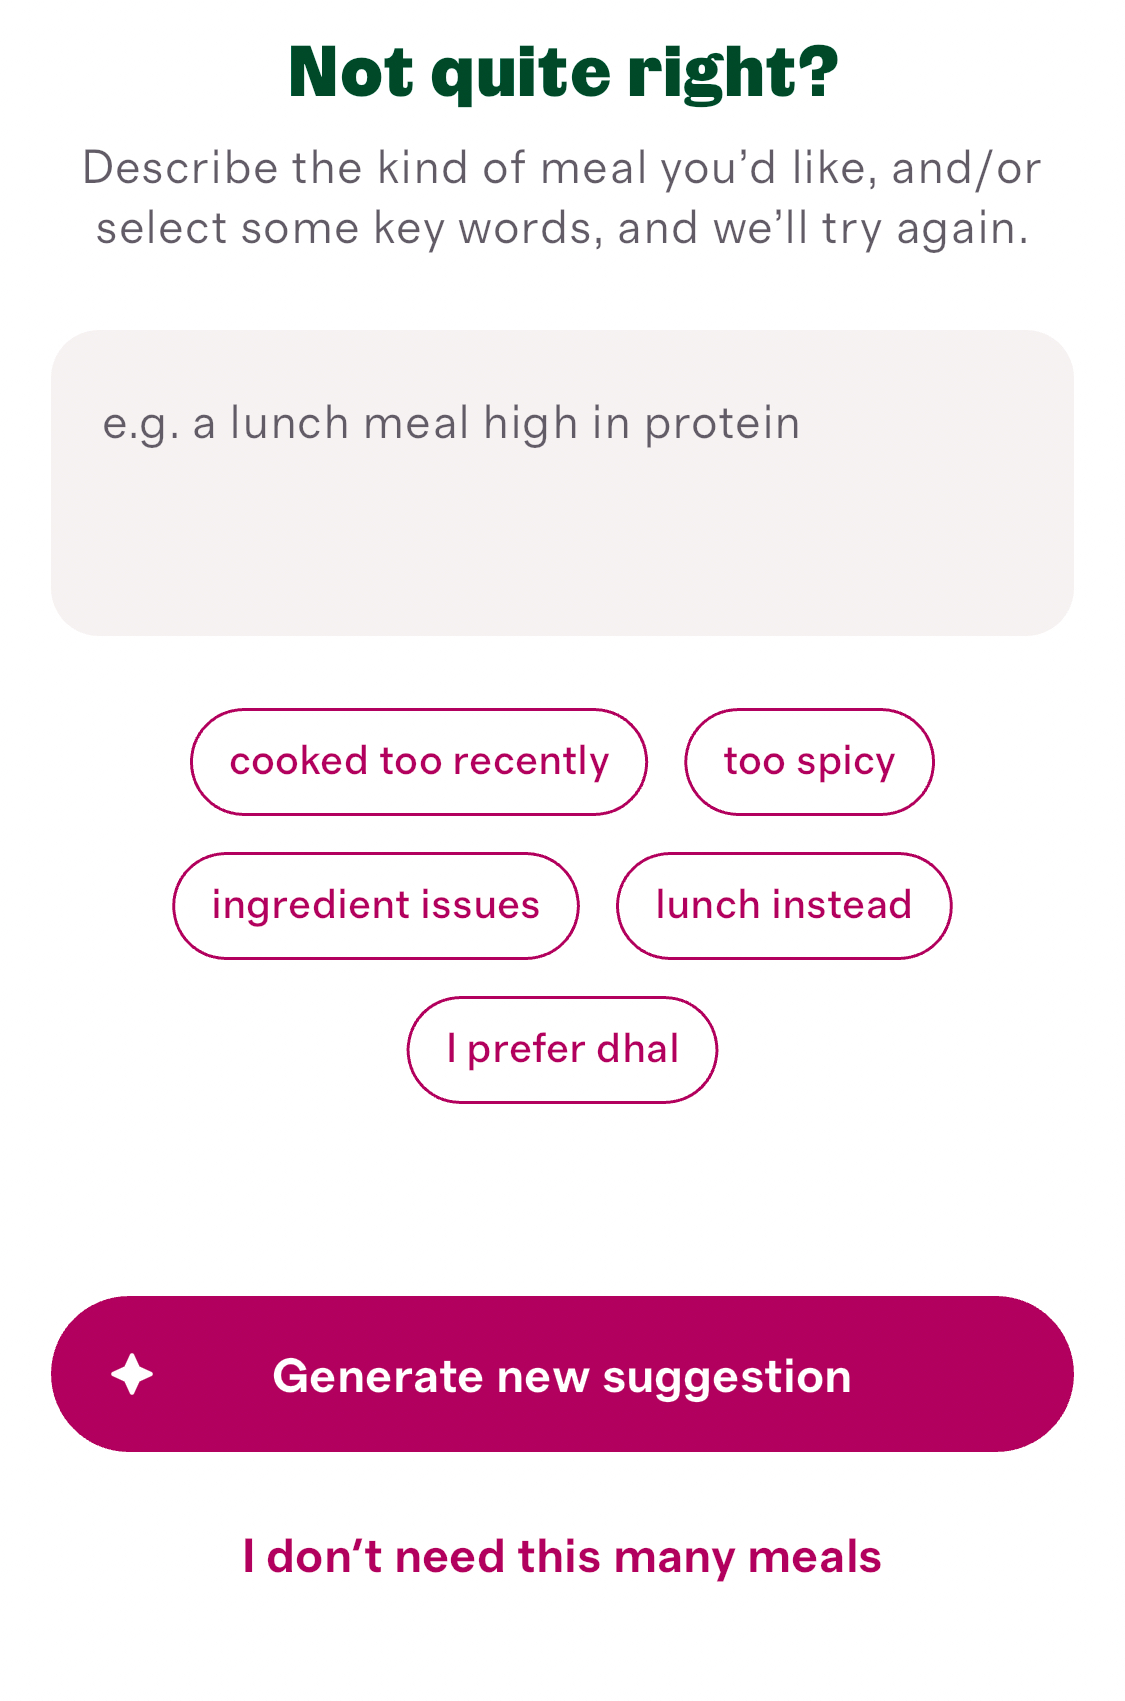 Not quite right?
Describe the kind of meal you’d like, and/or
select some key words, and we’ll try again.
e.g. a lunch meal high in protein
cooked too recently
too spicy
ingredient issues
lunch instead
I prefer dhal
Generate new suggestion
I don’t need this many meals